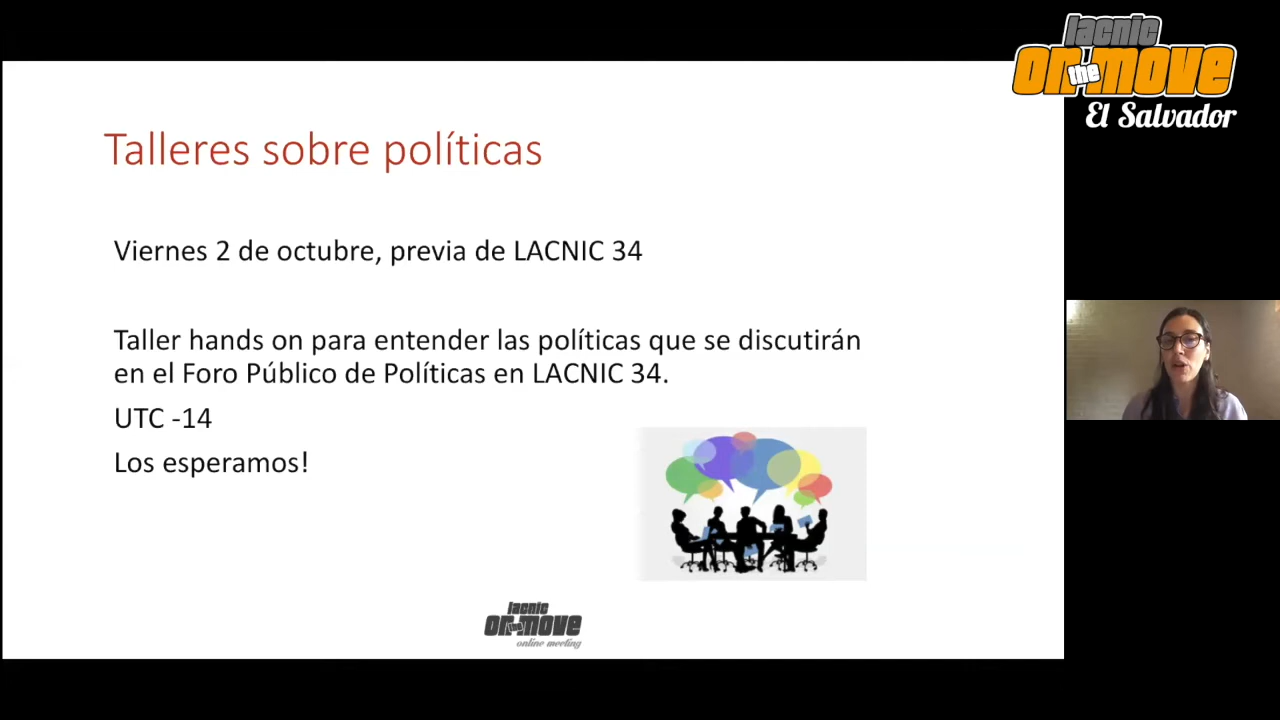 lacnic
on the move
El Salvador
Talleres sobre políticas
Viernes 2 de octubre, previa de LACNIC 34
Taller hands on para entender las políticas que se discutirán
en el Foro Público de Políticas en LACNIC 34.
UTC -14
Los esperamos!
lacnic
on the move
online meeting